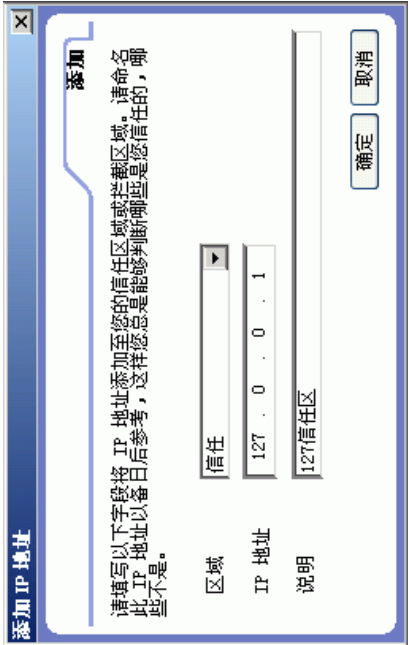 添加 IP 地址
添加
请填写以下字段将 IP 地址添加至您的信任区域或拦截区域。请命名
此 IP 地址以备日后参考，这样您总是能够判断哪些是您信任的，哪
些不是。
区域 信任
IP 地址 127 . 0 . 0 . 1
说明 127信任区
确定 取消